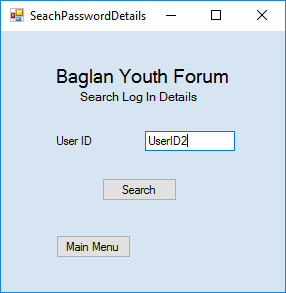 SeachPasswordDetails
Baglan Youth Forum
Search Log In Details
User ID
UserID2
Search
Main Menu